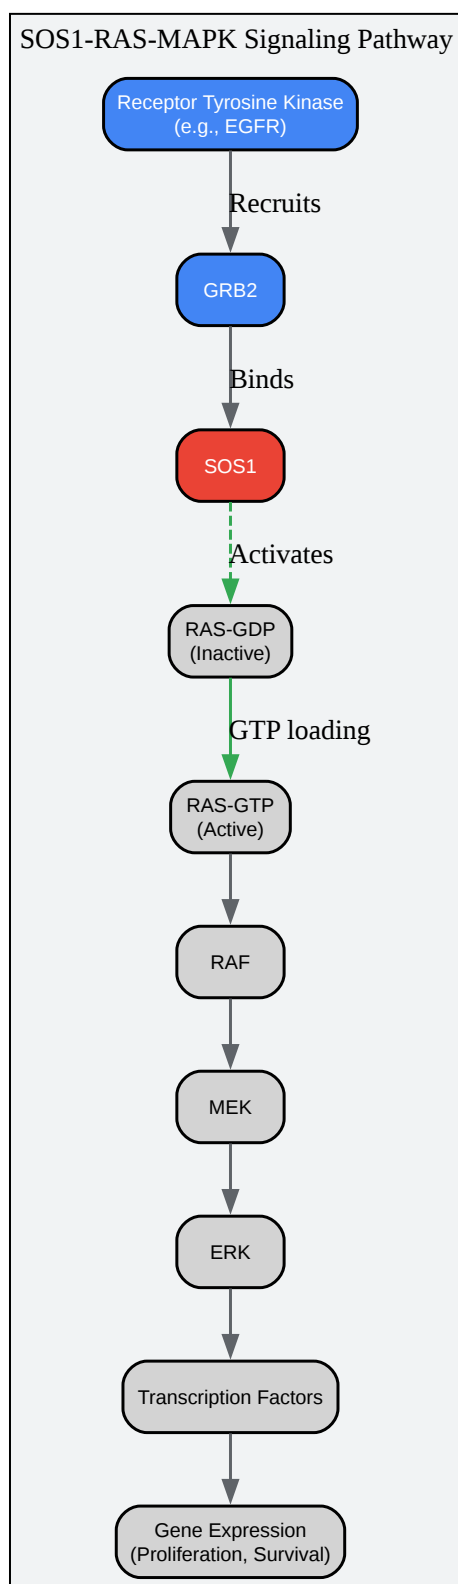 SOS1-RAS-MAPK Signaling Pathway
Receptor Tyrosine Kinase
(e.g., EGFR)
Recruits
GRB2
Binds
SOS1
Activates
RAS-GDP
(Inactive)
GTP loading
RAS-GTP
(Active)
RAF
MEK
ERK
Transcription Factors
Gene Expression
(Proliferation, Survival)